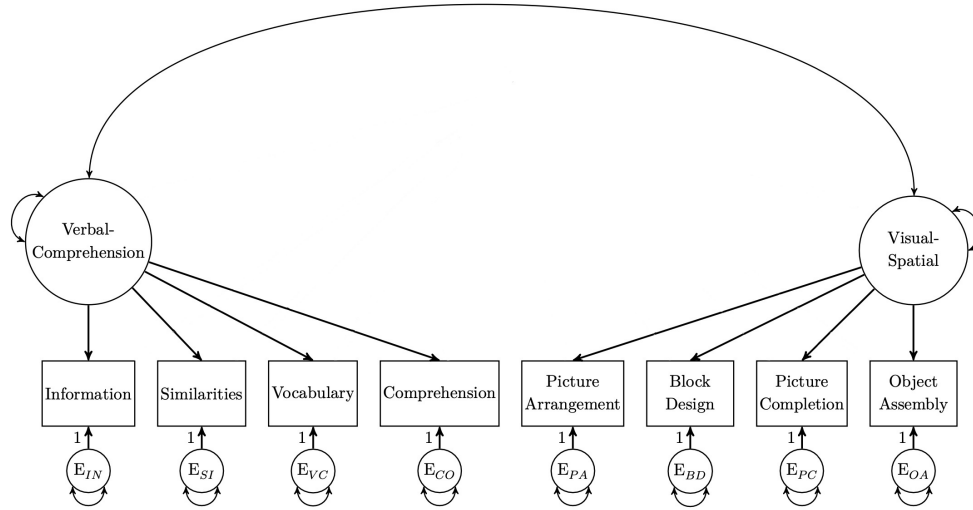 Verbal-
Comprehension
Visual-
Spatial
Information
Similarities
Vocabulary
Comprehension
Picture
Arrangement
Block
Design
Picture
Completion
Object
Assembly
1
1
1
1
1
1
1
1
E_IN
E_SI
E_VC
E_CO
E_PA
E_BD
E_PC
E_OA